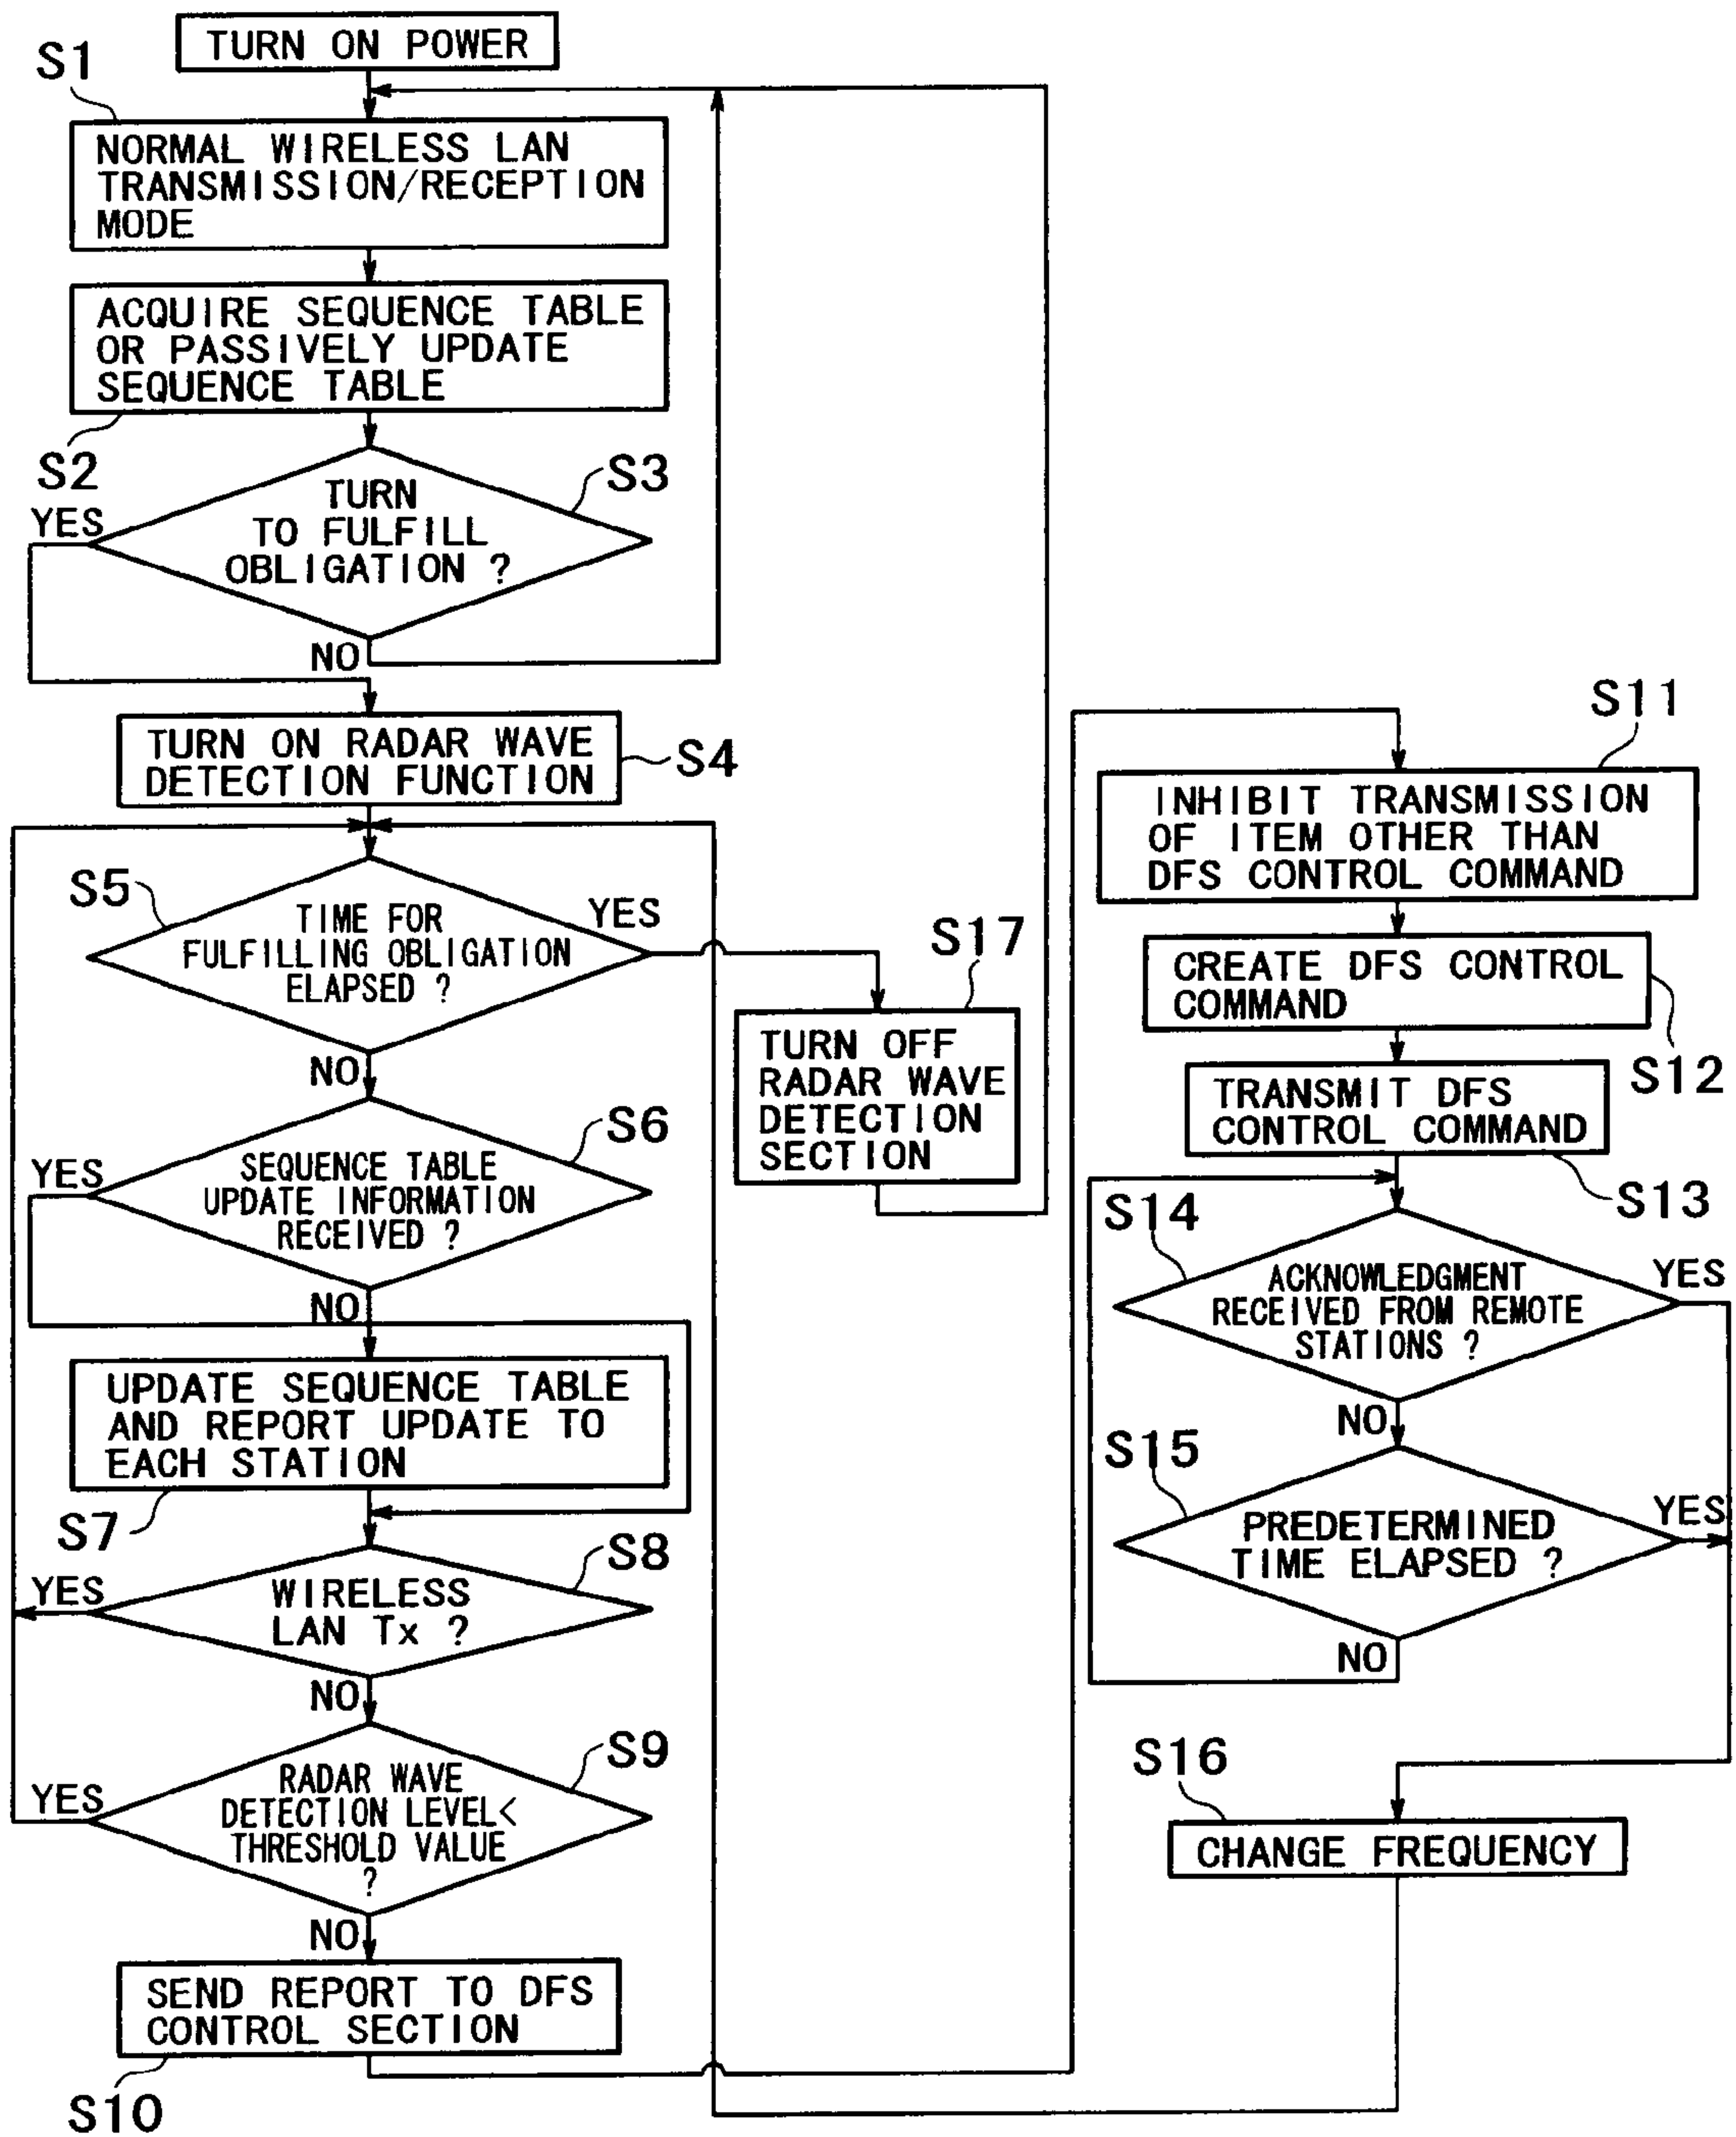 TURN ON POWER
S1
NORMAL WIRELESS LAN
TRANSMISSION/RECEPTION
MODE
ACQUIRE SEQUENCE TABLE
OR PASSIVELY UPDATE
SEQUENCE TABLE
S2
S3
TURN
TO FULFILL
OBLIGATION ?
YES
NO
TURN ON RADAR WAVE
DETECTION FUNCTION
S4
S5
TIME FOR
FULFILLING OBLIGATION
ELAPSED ?
YES
NO
S17
TURN OFF
RADAR WAVE
DETECTION
SECTION
S6
SEQUENCE TABLE
UPDATE INFORMATION
RECEIVED ?
YES
NO
UPDATE SEQUENCE TABLE
AND REPORT UPDATE TO
EACH STATION
S7
S8
WIRELESS
LAN Tx ?
YES
NO
S9
RADAR WAVE
DETECTION LEVEL<
THRESHOLD VALUE
?
YES
NO
SEND REPORT TO DFS
CONTROL SECTION
S10
S11
INHIBIT TRANSMISSION
OF ITEM OTHER THAN
DFS CONTROL COMMAND
CREATE DFS CONTROL
COMMAND
S12
TRANSMIT DFS
CONTROL COMMAND
S13
S14
ACKNOWLEDGMENT
RECEIVED FROM REMOTE
STATIONS ?
YES
NO
S15
PREDETERMINED
TIME ELAPSED ?
YES
NO
S16
CHANGE FREQUENCY